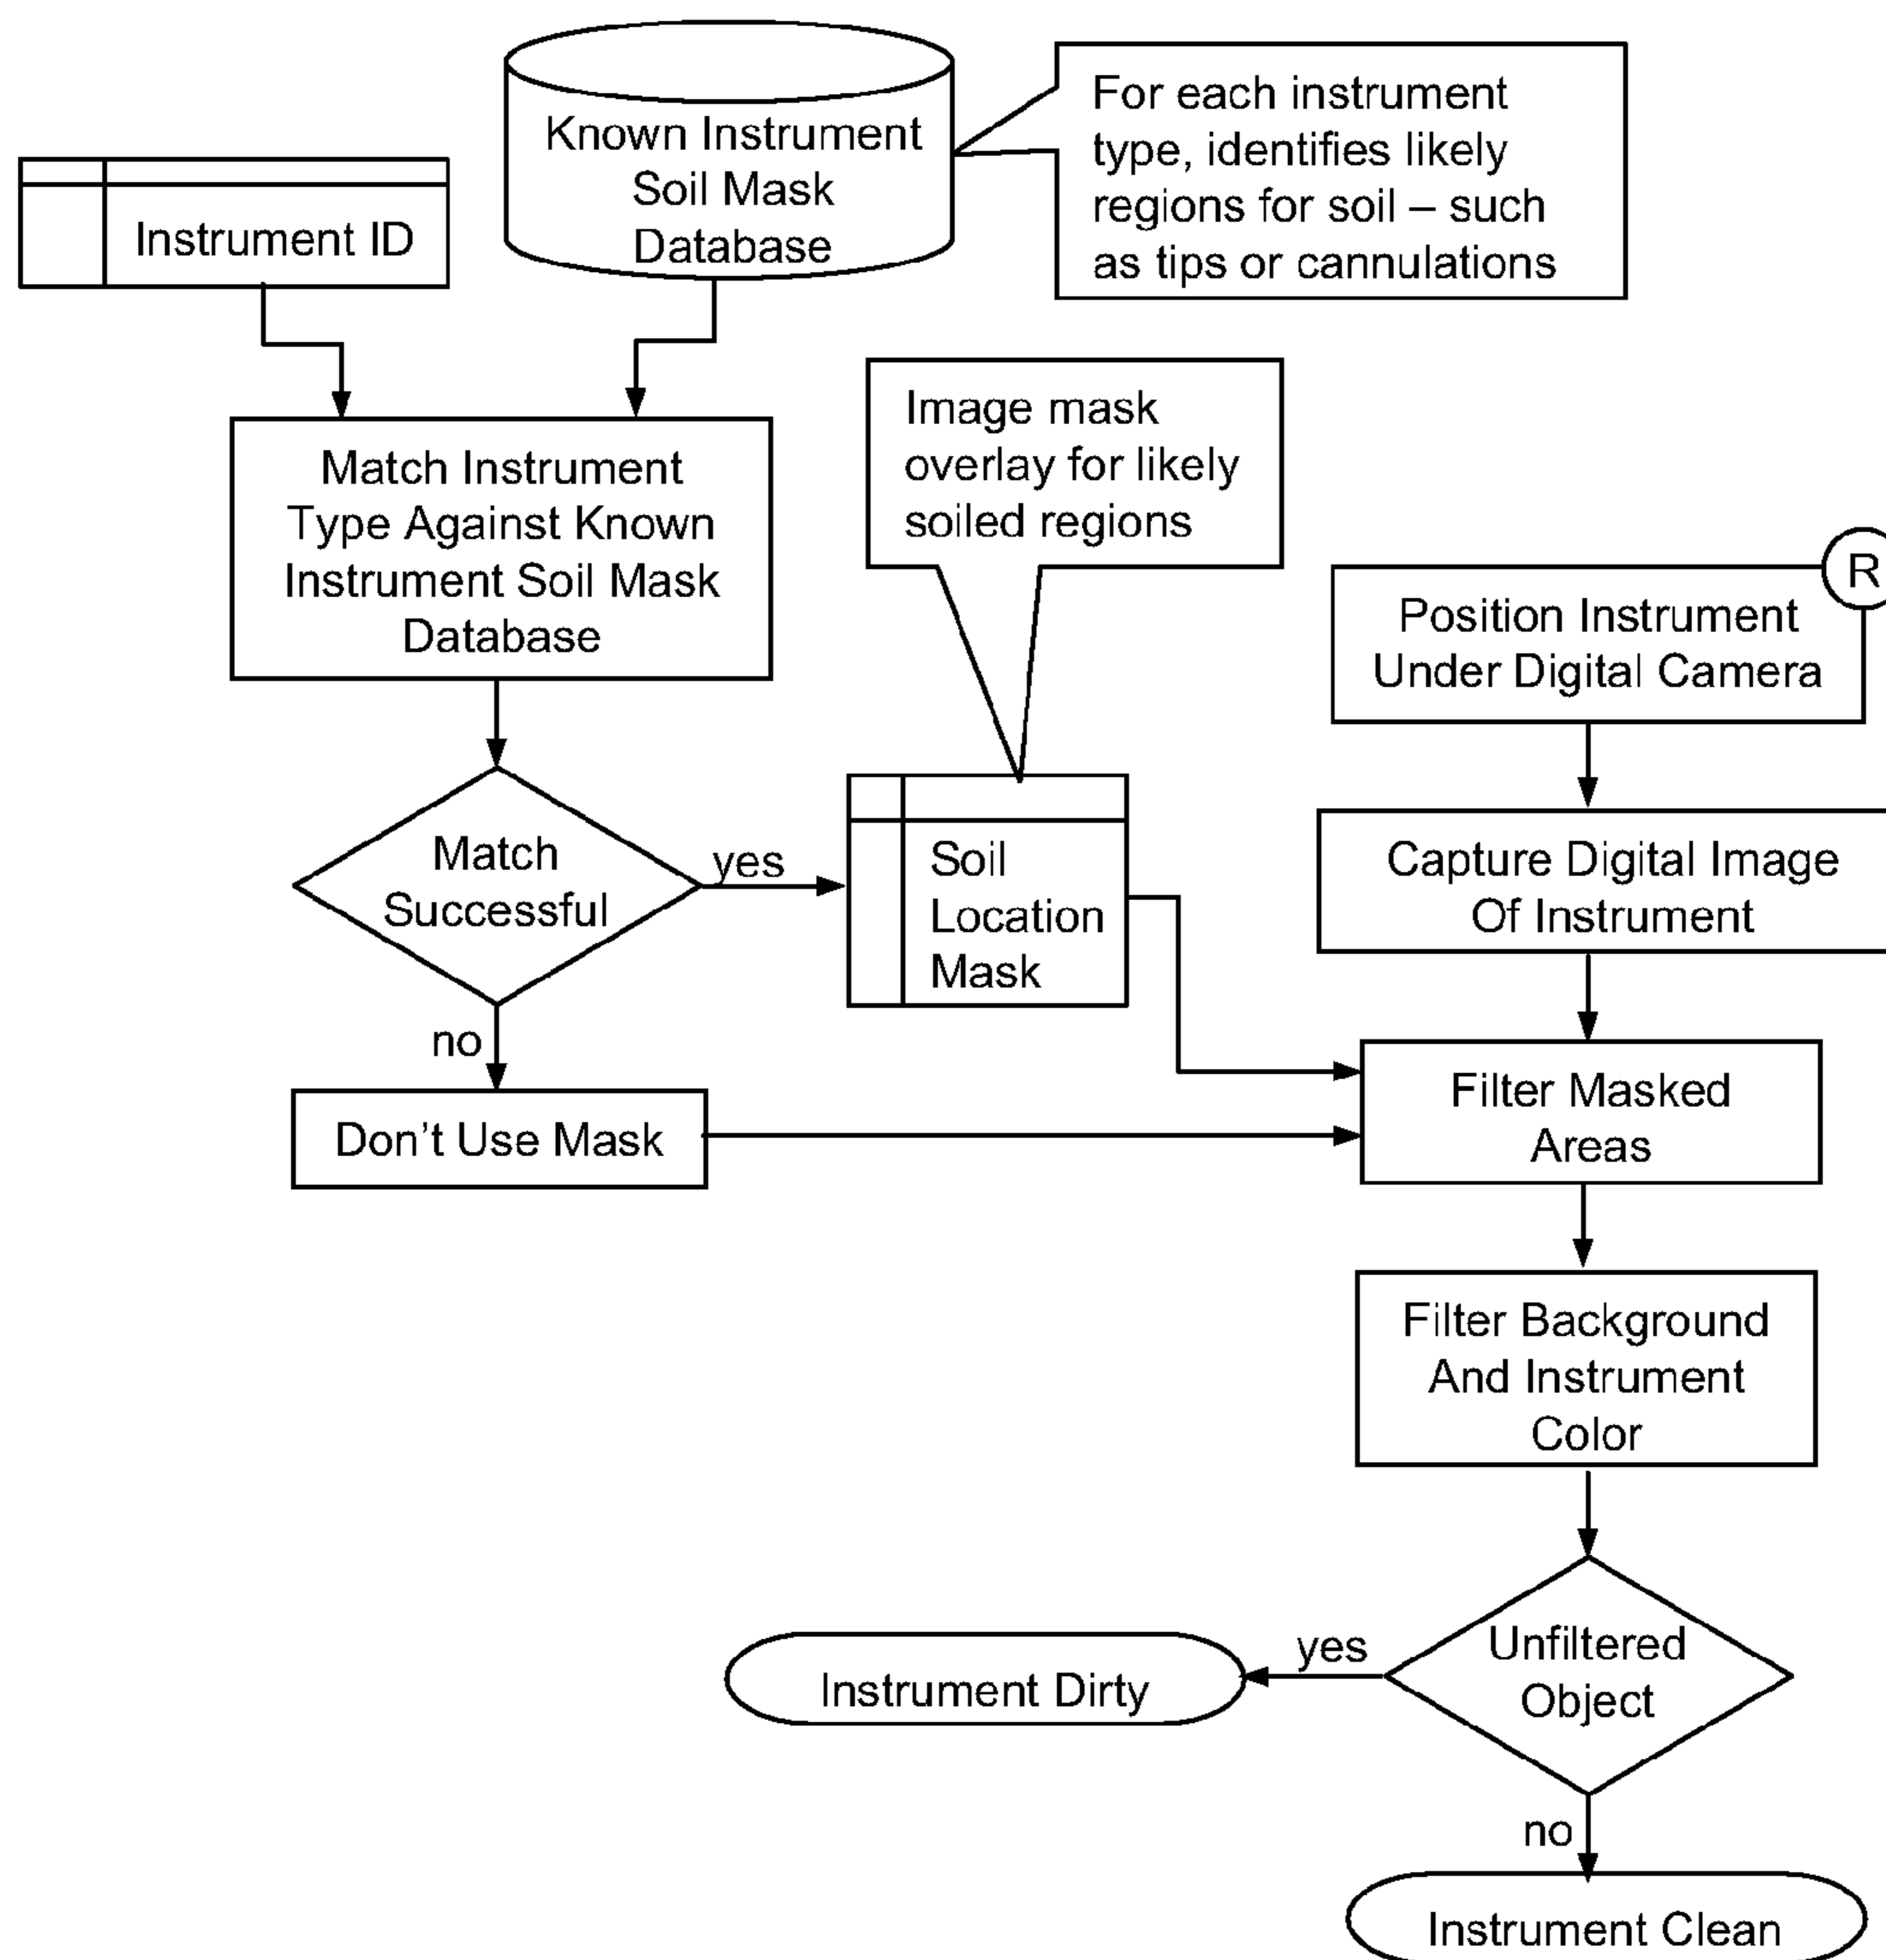 Known Instrument
Soil Mask
Database
For each instrument
type, identifies likely
regions for soil – such
as tips or cannulations
Instrument ID
Match Instrument
Type Against Known
Instrument Soil Mask
Database
Image mask
overlay for likely
soiled regions
R
Position Instrument
Under Digital Camera
Match
Successful
yes
Soil
Location
Mask
Capture Digital Image
Of Instrument
no
Don't Use Mask
Filter Masked
Areas
Filter Background
And Instrument
Color
Unfiltered
Object
yes
Instrument Dirty
no
Instrument Clean